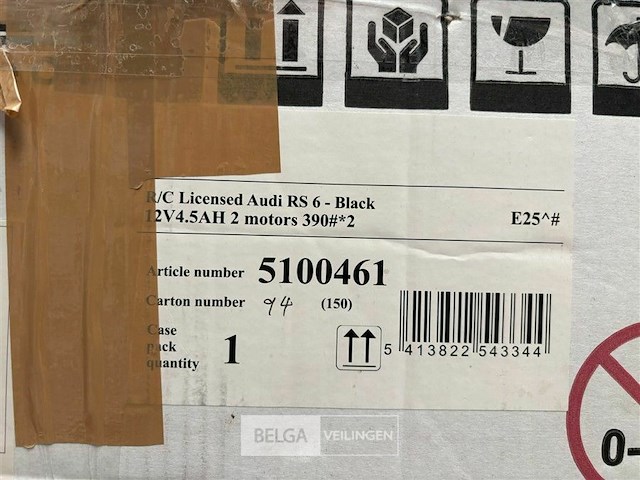 R/C Licensed Audi RS 6 - Black
12V4.5AH 2 motors 390#*2 E25^#
Article number 5100461
Carton number 94 (150)
Case
pack
quantity 1
5 413822 543344
0-
BELGA VEILINGEN